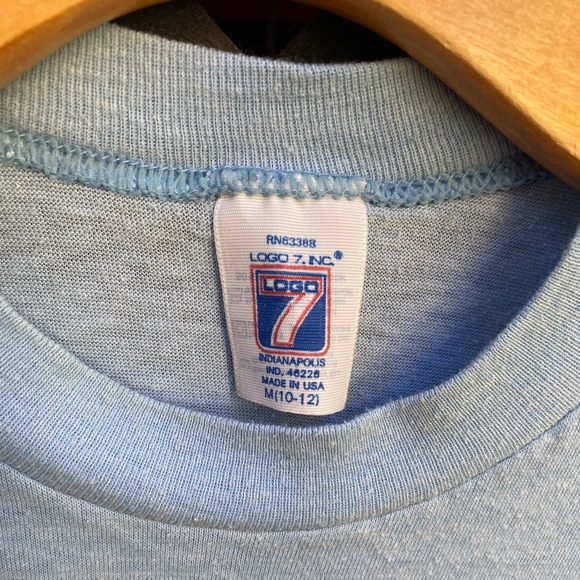 RN63388
LOGO 7, INC.®
LOGO
7
INDIANAPOLIS
IND. 46226
MADE IN USA
M(10-12)